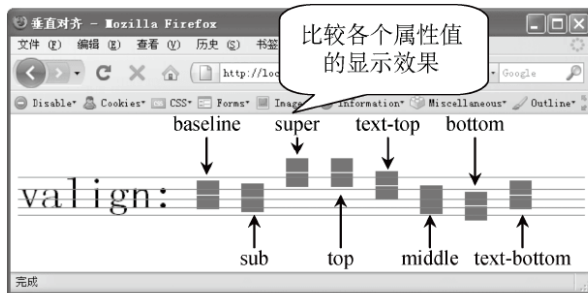 垂直对齐 - Mozilla Firefox
文件(F) 编辑(E) 查看(V) 历史(S) 书签
比较各个属性值
的显示效果
http://loc
Google
Disable Cookies CSS Forms Image Information Miscellaneous Outline
baseline super text-top bottom
valign:
sub top middle text-bottom
完成